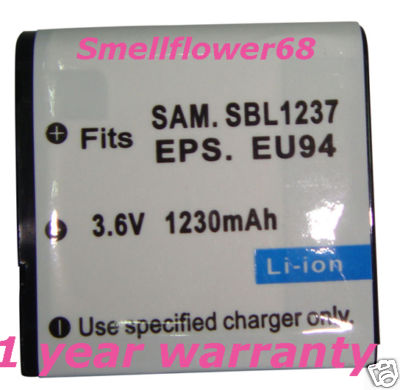 Smellflower68
Fits SAM. SBL1237
EPS. EU94
3.6V 1230mAh
Li-ion
Use specified charger only.
1 year warranty